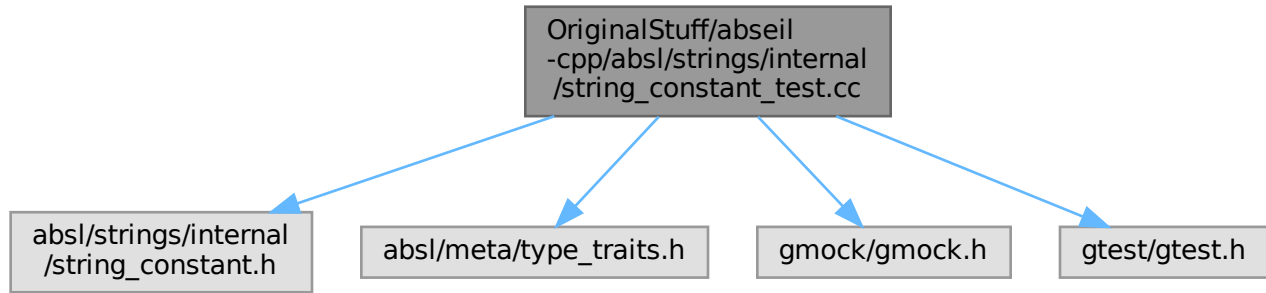 OriginalStuff/abseil
-cpp/absl/strings/internal
/string_constant_test.cc
absl/strings/internal
/string_constant.h
absl/meta/type_traits.h
gmock/gmock.h
gtest/gtest.h